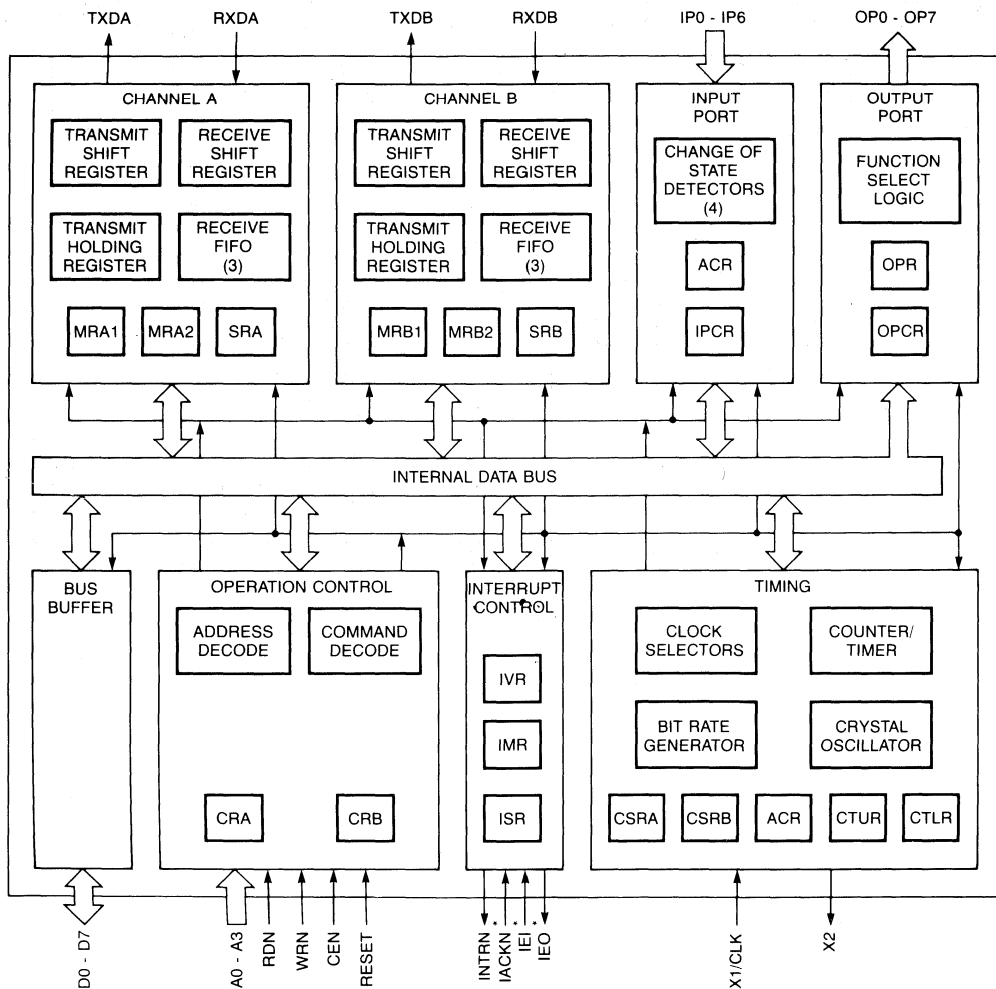 TXDA
RXDA
TXDB
RXDB
IP0 - IP6
OP0 - OP7
CHANNEL A
TRANSMIT
SHIFT
REGISTER
RECEIVE
SHIFT
REGISTER
TRANSMIT
HOLDING
REGISTER
RECEIVE
FIFO
(3)
MRA1
MRA2
SRA
CHANNEL B
TRANSMIT
SHIFT
REGISTER
RECEIVE
SHIFT
REGISTER
TRANSMIT
HOLDING
REGISTER
RECEIVE
FIFO
(3)
MRB1
MRB2
SRB
INPUT
PORT
CHANGE OF
STATE
DETECTORS
(4)
ACR
IPCR
OUTPUT
PORT
FUNCTION
SELECT
LOGIC
OPR
OPCR
INTERNAL DATA BUS
BUS
BUFFER
OPERATION CONTROL
ADDRESS
DECODE
COMMAND
DECODE
CRA
CRB
INTERRUPT
CONTROL
IVR
IMR
ISR
TIMING
CLOCK
SELECTORS
COUNTER/
TIMER
BIT RATE
GENERATOR
CRYSTAL
OSCILLATOR
CSRA
CSRB
ACR
CTUR
CTLR
D0 - D7
A0 - A3
RDN
WRN
CEN
RESET
INTRN
IACKN*
IEI*
IEO
X1/CLK
X2